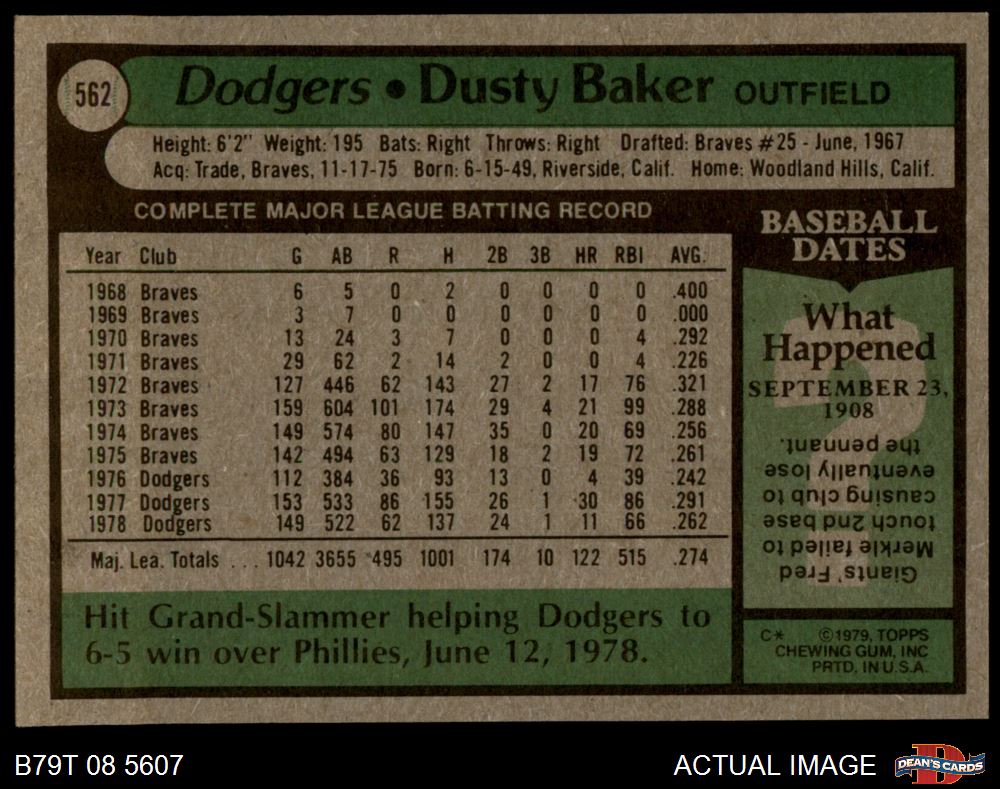 562
Dodgers • Dusty Baker OUTFIELD
Height: 6'2" Weight: 195 Bats: Right Throws: Right Drafted: Braves #25 - June, 1967
Acq: Trade, Braves, 11-17-75 Born: 6-15-49, Riverside, Calif. Home: Woodland Hills, Calif.
COMPLETE MAJOR LEAGUE BATTING RECORD
Year Club G AB R H 2B 3B HR RBI AVG.
1968 Braves 6 5 0 2 0 0 0 0 .400
1969 Braves 3 7 0 0 0 0 0 0 .000
1970 Braves 13 24 3 7 0 0 0 4 .292
1971 Braves 29 62 2 14 2 0 0 4 .226
1972 Braves 127 446 62 143 27 2 17 76 .321
1973 Braves 159 604 101 174 29 4 21 99 .288
1974 Braves 149 574 80 147 35 0 20 69 .256
1975 Braves 142 494 63 129 18 2 19 72 .261
1976 Dodgers 112 384 36 93 13 0 4 39 .242
1977 Dodgers 153 533 86 155 26 1 30 86 .291
1978 Dodgers 149 522 62 137 24 1 11 66 .262
Maj. Lea. Totals ... 1042 3655 495 1001 174 10 122 515 .274
Hit Grand-Slammer helping Dodgers to
6-5 win over Phillies, June 12, 1978.
BASEBALL
DATES
What
Happened
SEPTEMBER 23,
1908
Giants' Fred
Merkle failed to
touch 2nd base
causing club to
eventually lose
the pennant.
C* ©1979, TOPPS
CHEWING GUM, INC
PRTD. IN U.S.A.
B79T 08 5607
ACTUAL IMAGE
DEAN'S CARDS